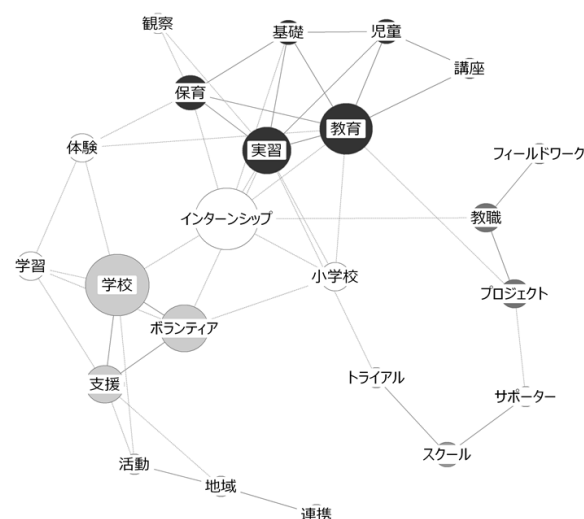 観察
基礎
児童
講座
保育
教育
体験
実習
フィールドワーク
インターンシップ
教職
学習
小学校
学校
プロジェクト
ボランティア
トライアル
支援
サポーター
スクール
活動
地域
連携